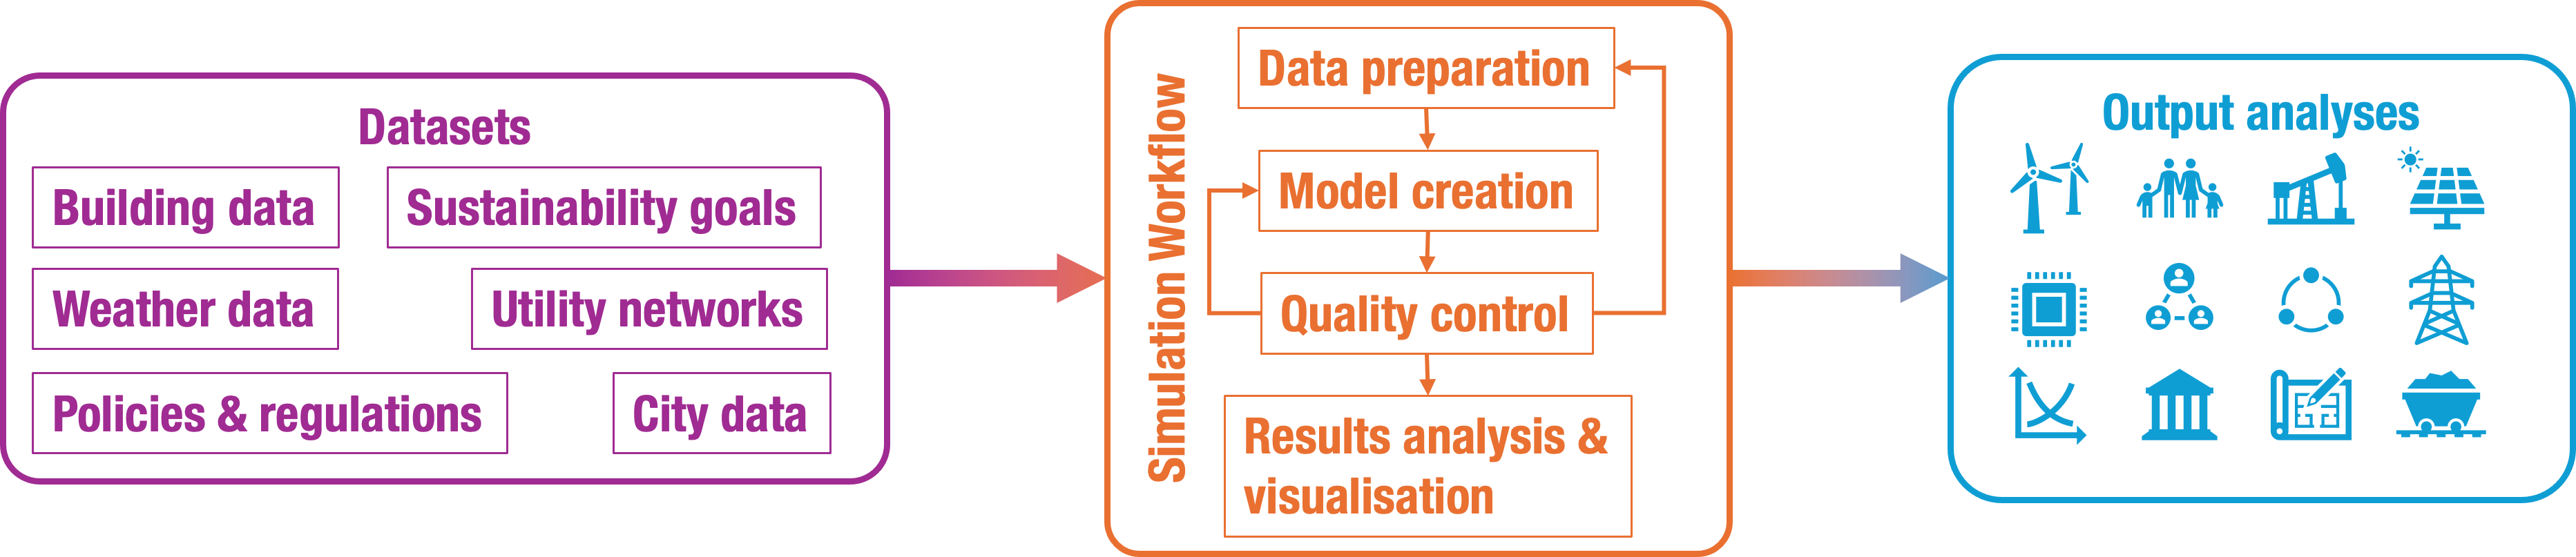 Datasets
Building data
Sustainability goals
Weather data
Utility networks
Policies & regulations
City data
Simulation Workflow
Data preparation
Model creation
Quality control
Results analysis &
visualisation
Output analyses